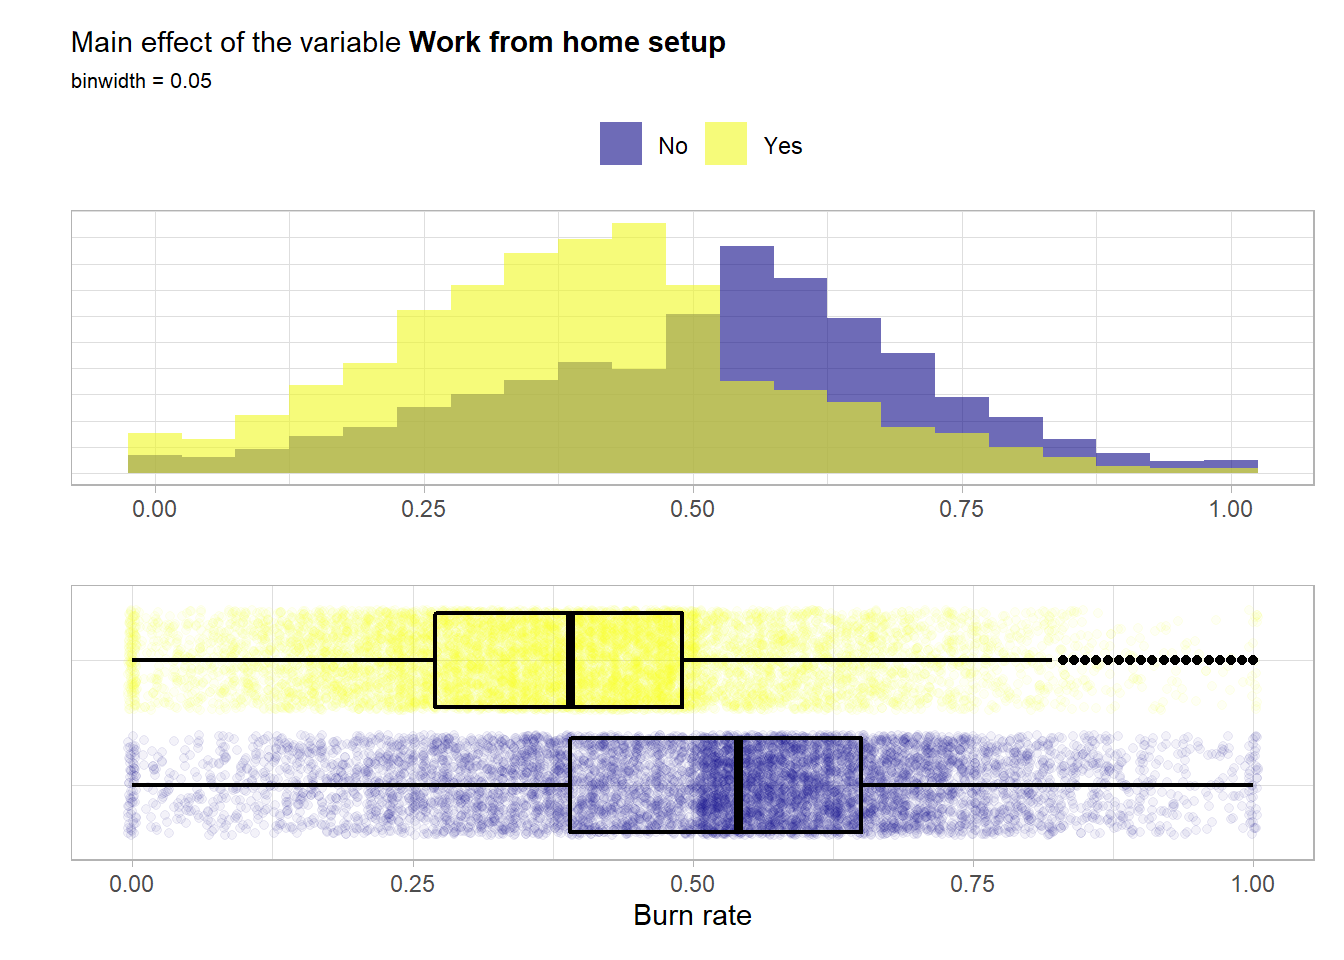 Main effect of the variable Work from home setup
binwidth = 0.05
No Yes
0.00 0.25 0.50 0.75 1.00
0.00 0.25 0.50 0.75 1.00
Burn rate